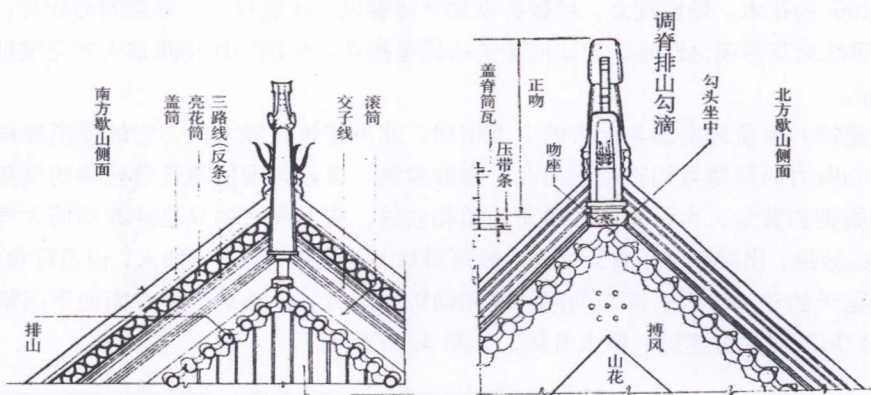 南方歇山侧面
盖筒
亮花筒
三路线(反条)
交子线
滚筒
排山
盖脊筒瓦
压带条
正吻
吻座
调脊排山勾滴
勾头坐中
北方歇山侧面
搏风
山花